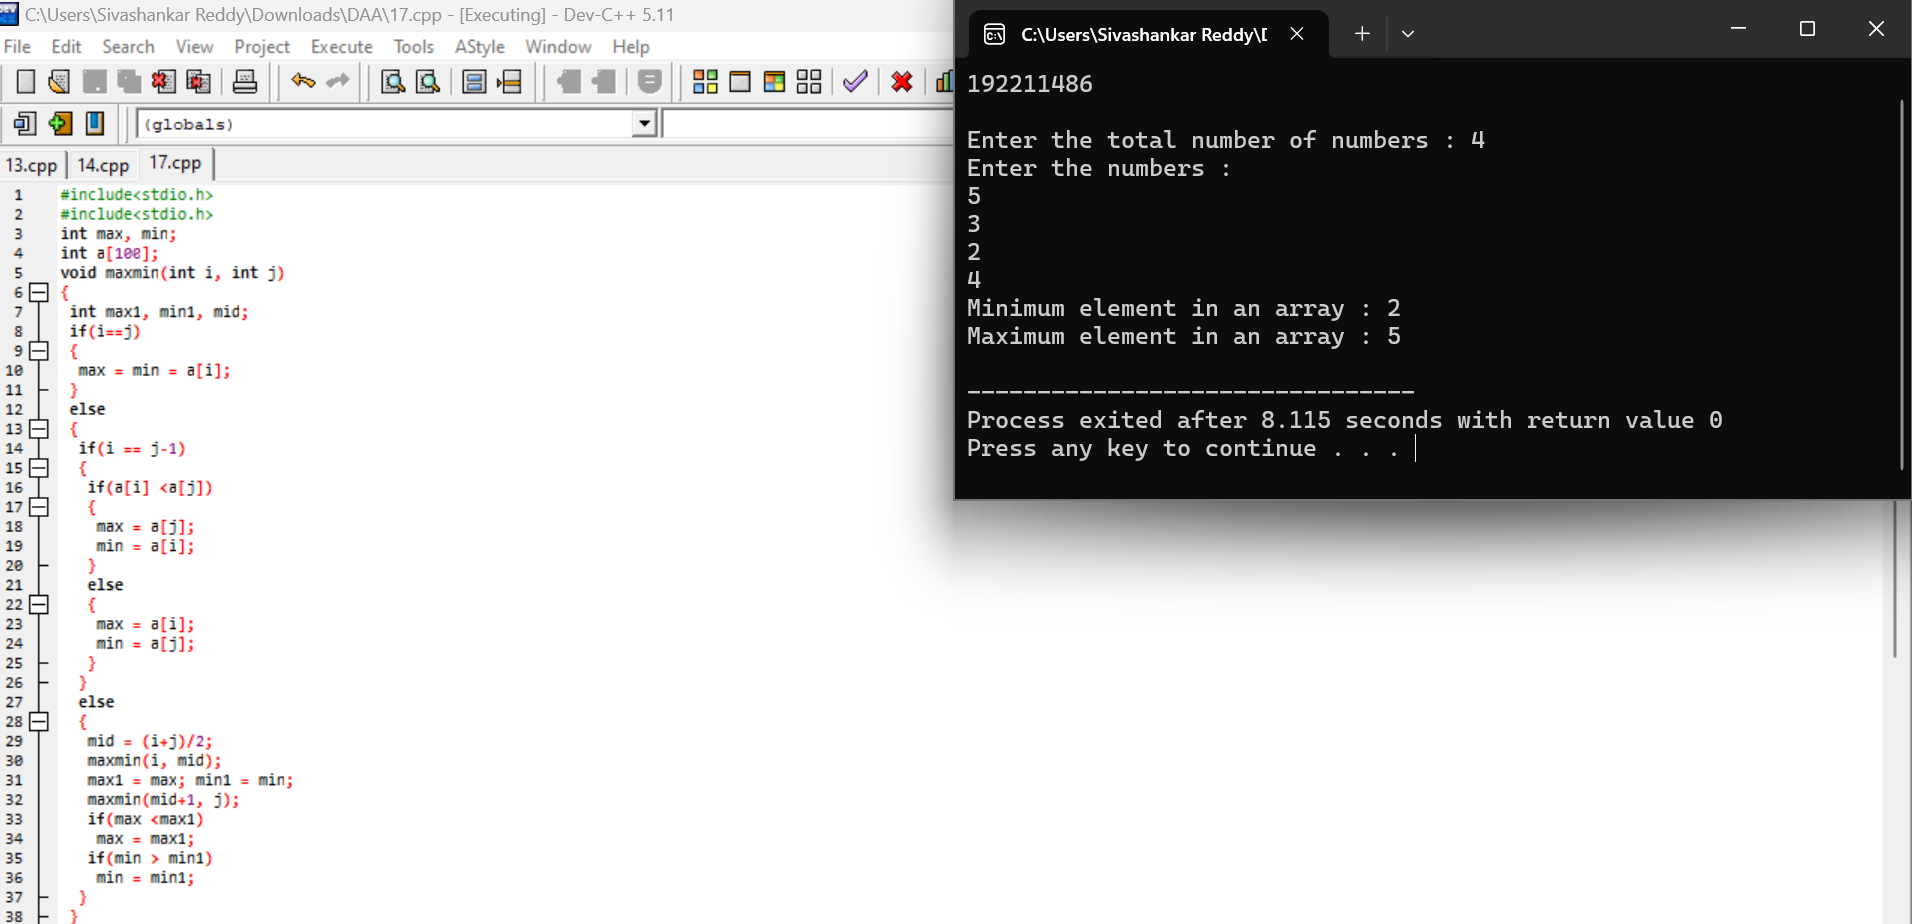 C:\Users\Sivashankar Reddy\Downloads\DAA\17.cpp - [Executing] - Dev-C++ 5.11
File Edit Search View Project Execute Tools AStyle Window Help
(globals)
13.cpp 14.cpp 17.cpp
1 #include<stdio.h>
2 #include<stdio.h>
3 int max, min;
4 int a[100];
5 void maxmin(int i, int j)
6 {
7 int max1, min1, mid;
8 if(i==j)
9 {
10 max = min = a[i];
11 }
12 else
13 {
14 if(i == j-1)
15 {
16 if(a[i] <a[j])
17 {
18 max = a[j];
19 min = a[i];
20 }
21 else
22 {
23 max = a[i];
24 min = a[j];
25 }
26 }
27 else
28 {
29 mid = (i+j)/2;
30 maxmin(i, mid);
31 max1 = max; min1 = min;
32 maxmin(mid+1, j);
33 if(max <max1)
34 max = max1;
35 if(min > min1)
36 min = min1;
37 }
38 }
C:\Users\Sivashankar Reddy\[
192211486
Enter the total number of numbers : 4
Enter the numbers :
5
3
2
4
Minimum element in an array : 2
Maximum element in an array : 5
--------------------------------
Process exited after 8.115 seconds with return value 0
Press any key to continue . . .